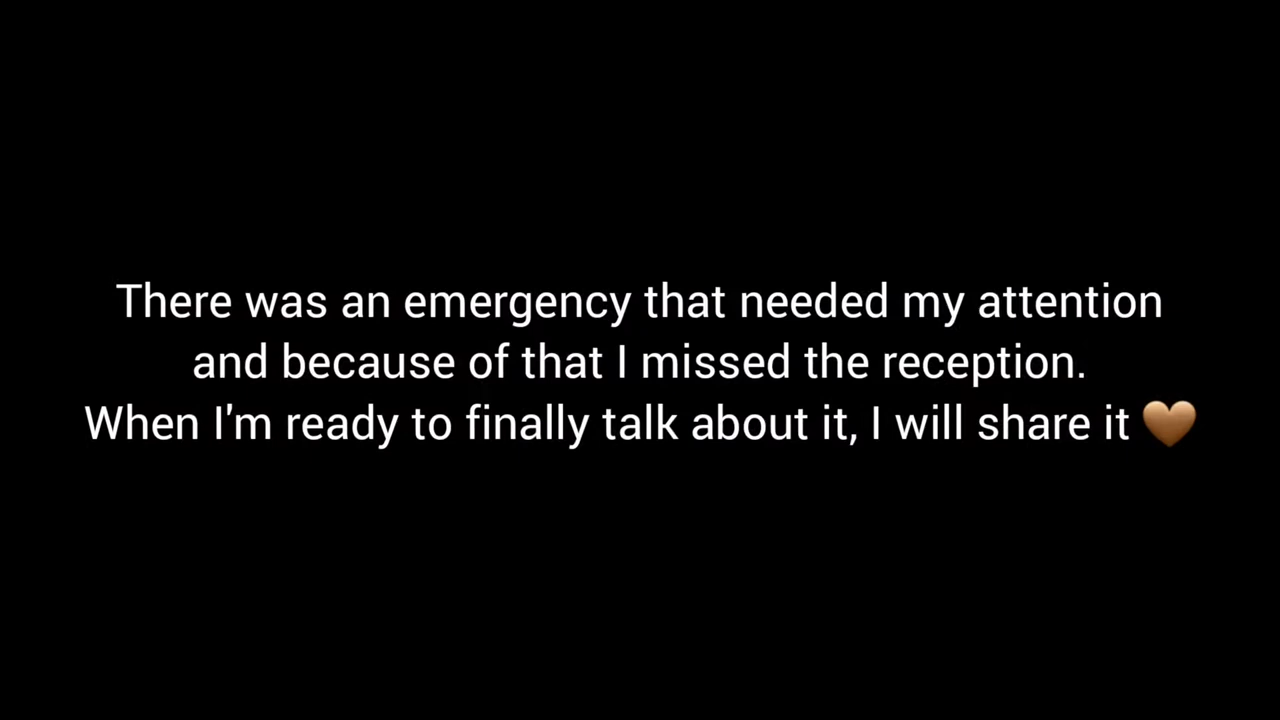 There was an emergency that needed my attention
and because of that I missed the reception.
When I'm ready to finally talk about it, I will share it 🤎